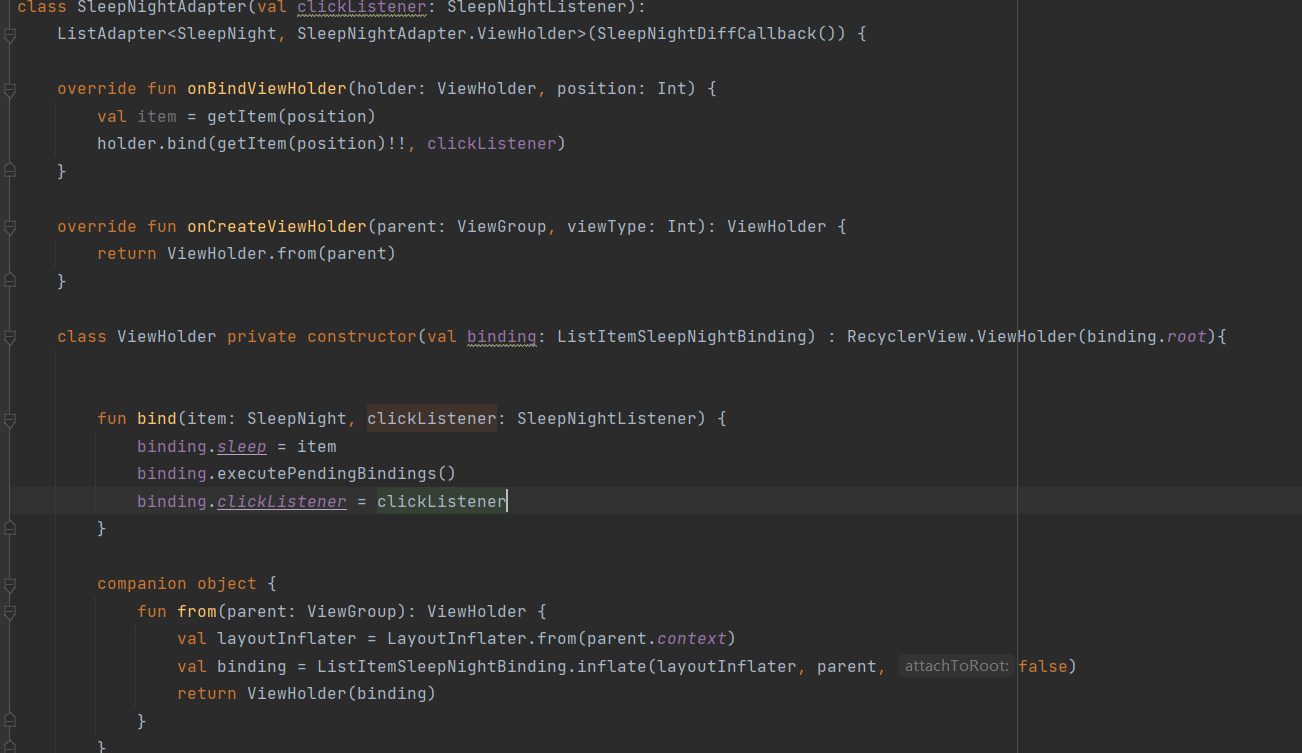 class SleepNightAdapter(val clickListener: SleepNightListener):
    ListAdapter<SleepNight, SleepNightAdapter.ViewHolder>(SleepNightDiffCallback()) {
    override fun onBindViewHolder(holder: ViewHolder, position: Int) {
        val item = getItem(position)
        holder.bind(getItem(position)!!, clickListener)
    }
    override fun onCreateViewHolder(parent: ViewGroup, viewType: Int): ViewHolder {
        return ViewHolder.from(parent)
    }
    class ViewHolder private constructor(val binding: ListItemSleepNightBinding) : RecyclerView.ViewHolder(binding.root){
        fun bind(item: SleepNight, clickListener: SleepNightListener) {
            binding.sleep = item
            binding.executePendingBindings()
            binding.clickListener = clickListener
        }
        companion object {
            fun from(parent: ViewGroup): ViewHolder {
                val layoutInflater = LayoutInflater.from(parent.context)
                val binding = ListItemSleepNightBinding.inflate(layoutInflater, parent, attachToRoot: false)
                return ViewHolder(binding)
            }
        }